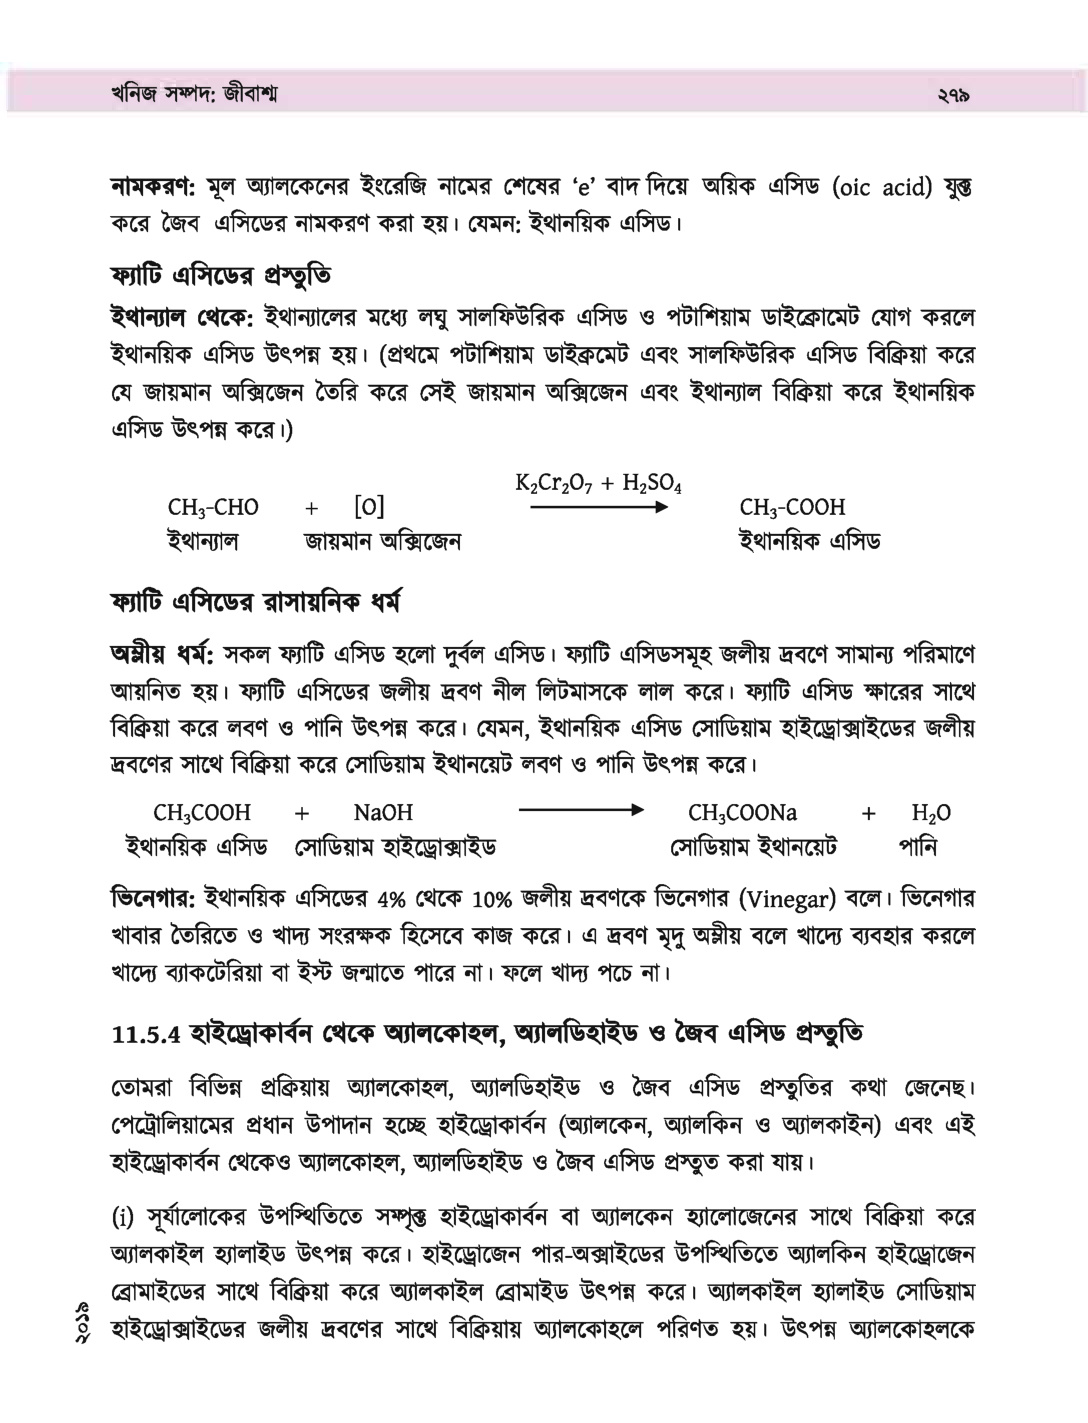 খনিজ সম্পদ: জীবাশ্ম ২৭৯
নামকরণ: মূল অ্যালকেনের ইংরেজি নামের শেষের ‘e’ বাদ দিয়ে অয়িক এসিড (oic acid) যুক্ত
করে জৈব এসিডের নামকরণ করা হয়। যেমন: ইথানয়িক এসিড।
ফ্যাটি এসিডের প্রস্তুতি
ইথান্যাল থেকে: ইথান্যালের মধ্যে লঘু সালফিউরিক এসিড ও পটাশিয়াম ডাইক্রোমেট যোগ করলে
ইথানয়িক এসিড উৎপন্ন হয়। (প্রথমে পটাশিয়াম ডাইক্রমেট এবং সালফিউরিক এসিড বিক্রিয়া করে
যে জায়মান অক্সিজেন তৈরি করে সেই জায়মান অক্সিজেন এবং ইথান্যাল বিক্রিয়া করে ইথানয়িক
এসিড উৎপন্ন করে।)
K₂Cr₂O₇ + H₂SO₄
CH₃-CHO + [O] ⟶ CH₃-COOH
ইথান্যাল জায়মান অক্সিজেন ইথানয়িক এসিড
ফ্যাটি এসিডের রাসায়নিক ধর্ম
অম্লীয় ধর্ম: সকল ফ্যাটি এসিড হলো দুর্বল এসিড। ফ্যাটি এসিডসমূহ জলীয় দ্রবণে সামান্য পরিমাণে
আয়নিত হয়। ফ্যাটি এসিডের জলীয় দ্রবণ নীল লিটমাসকে লাল করে। ফ্যাটি এসিড ক্ষারের সাথে
বিক্রিয়া করে লবণ ও পানি উৎপন্ন করে। যেমন, ইথানয়িক এসিড সোডিয়াম হাইড্রোক্সাইডের জলীয়
দ্রবণের সাথে বিক্রিয়া করে সোডিয়াম ইথানয়েট লবণ ও পানি উৎপন্ন করে।
CH₃COOH + NaOH ⟶ CH₃COONa + H₂O
ইথানয়িক এসিড সোডিয়াম হাইড্রোক্সাইড সোডিয়াম ইথানয়েট পানি
ভিনেগার: ইথানয়িক এসিডের 4% থেকে 10% জলীয় দ্রবণকে ভিনেগার (Vinegar) বলে। ভিনেগার
খাবার তৈরিতে ও খাদ্য সংরক্ষক হিসেবে কাজ করে। এ দ্রবণ মৃদু অম্লীয় বলে খাদ্যে ব্যবহার করলে
খাদ্যে ব্যাকটেরিয়া বা ইস্ট জন্মাতে পারে না। ফলে খাদ্য পচে না।
11.5.4 হাইড্রোকার্বন থেকে অ্যালকোহল, অ্যালডিহাইড ও জৈব এসিড প্রস্তুতি
তোমরা বিভিন্ন প্রক্রিয়ায় অ্যালকোহল, অ্যালডিহাইড ও জৈব এসিড প্রস্তুতির কথা জেনেছ।
পেট্রোলিয়ামের প্রধান উপাদান হচ্ছে হাইড্রোকার্বন (অ্যালকেন, অ্যালকিন ও অ্যালকাইন) এবং এই
হাইড্রোকার্বন থেকেও অ্যালকোহল, অ্যালডিহাইড ও জৈব এসিড প্রস্তুত করা যায়।
(i) সূর্যালোকের উপস্থিতিতে সম্পৃক্ত হাইড্রোকার্বন বা অ্যালকেন হ্যালোজেনের সাথে বিক্রিয়া করে
অ্যালকাইল হ্যালাইড উৎপন্ন করে। হাইড্রোজেন পার-অক্সাইডের উপস্থিতিতে অ্যালকিন হাইড্রোজেন
ব্রোমাইডের সাথে বিক্রিয়া করে অ্যালকাইল ব্রোমাইড উৎপন্ন করে। অ্যালকাইল হ্যালাইড সোডিয়াম
হাইড্রোক্সাইডের জলীয় দ্রবণের সাথে বিক্রিয়ায় অ্যালকোহলে পরিণত হয়। উৎপন্ন অ্যালকোহলকে
২০১৯